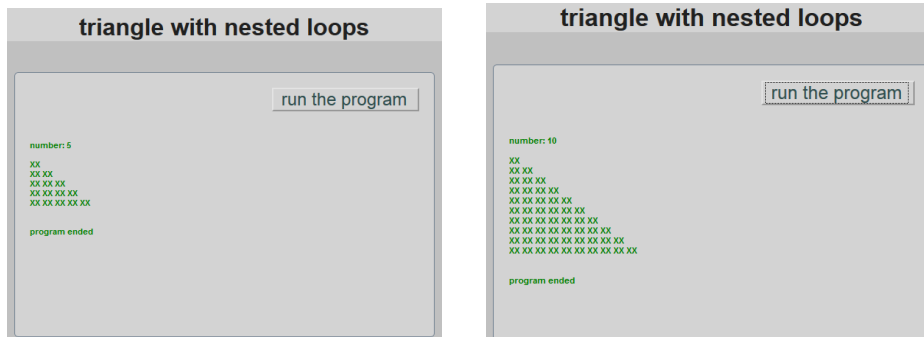 triangle with nested loops
run the program
number: 5
XX
XX XX
XX XX XX
XX XX XX XX
XX XX XX XX XX
program ended
triangle with nested loops
run the program
number: 10
XX
XX XX
XX XX XX
XX XX XX XX
XX XX XX XX XX
XX XX XX XX XX XX
XX XX XX XX XX XX XX
XX XX XX XX XX XX XX XX
XX XX XX XX XX XX XX XX XX
XX XX XX XX XX XX XX XX XX XX
program ended